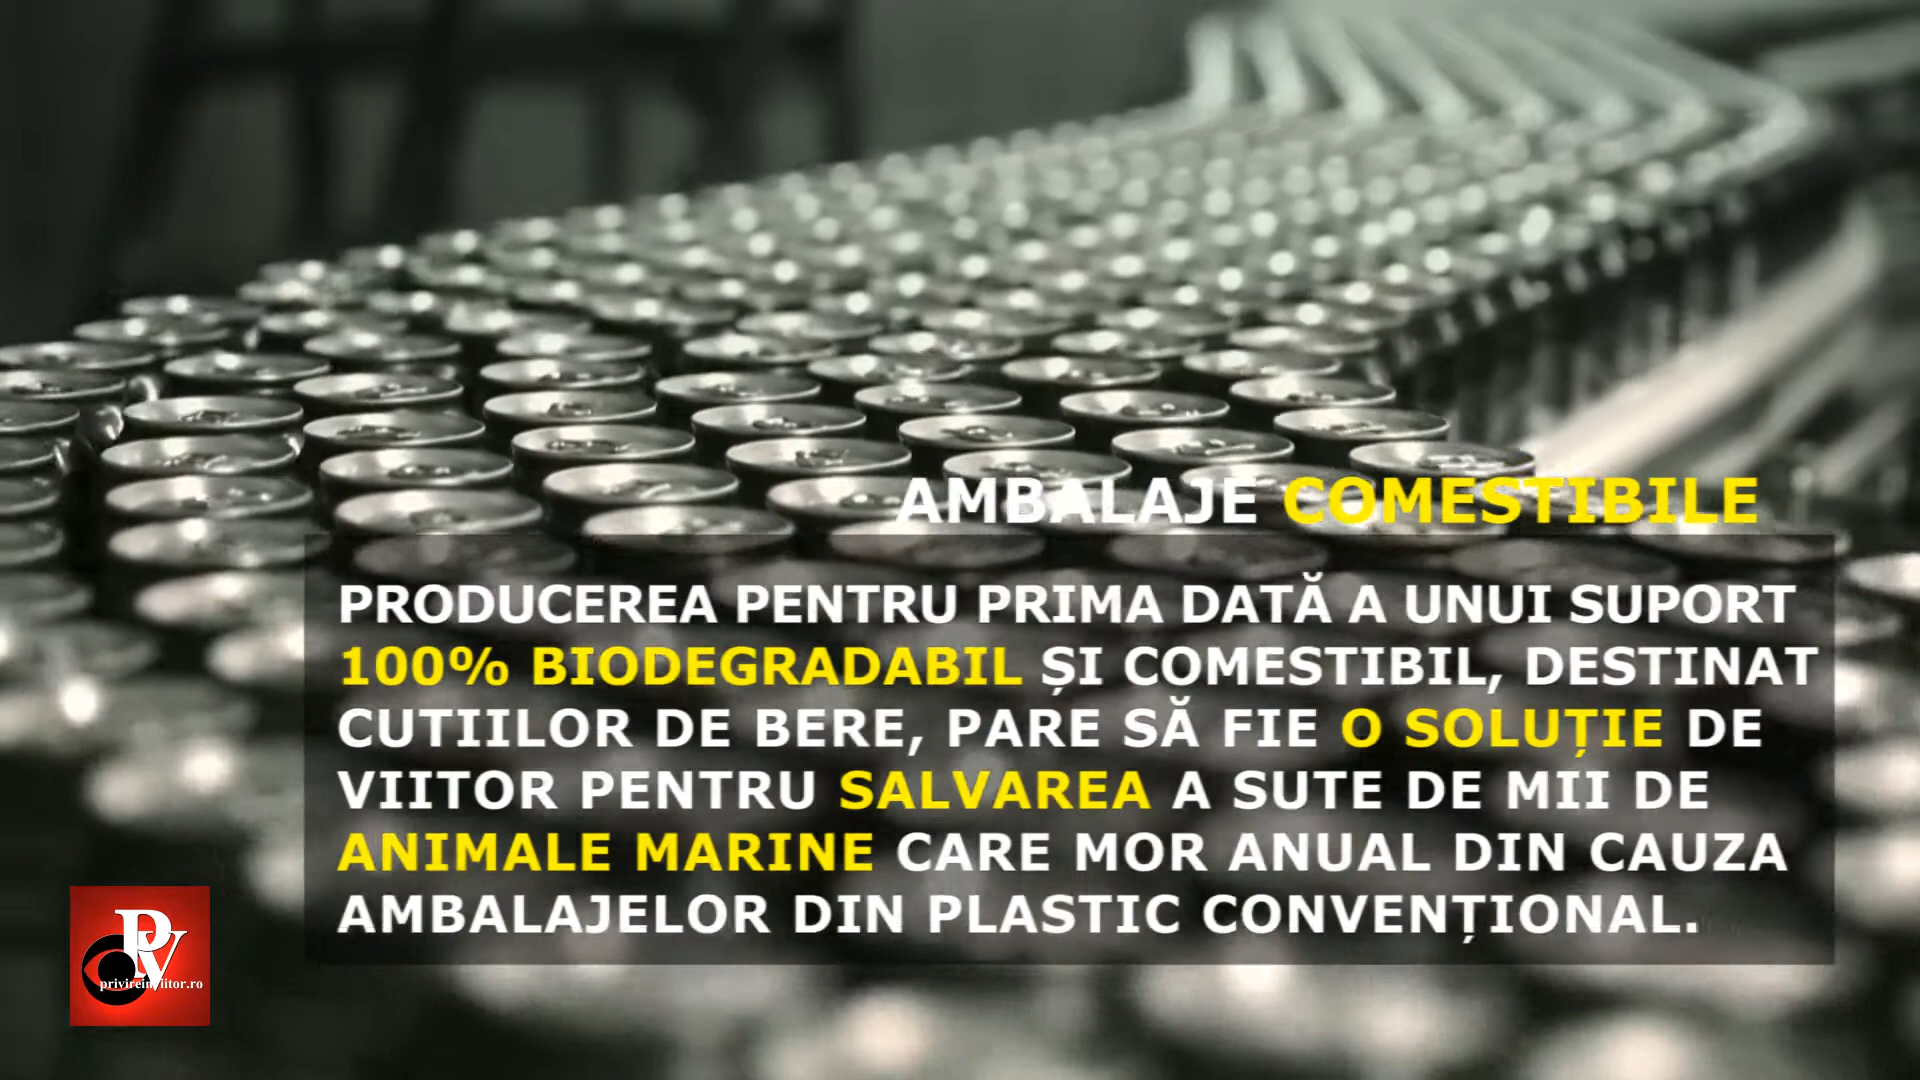 AMBALAJE COMESTIBILE
PRODUCEREA PENTRU PRIMA DATĂ A UNUI SUPORT
100% BIODEGRADABIL ȘI COMESTIBIL, DESTINAT
CUTIILOR DE BERE, PARE SĂ FIE O SOLUȚIE DE
VIITOR PENTRU SALVAREA A SUTE DE MII DE
ANIMALE MARINE CARE MOR ANUAL DIN CAUZA
AMBALAJELOR DIN PLASTIC CONVENȚIONAL.
PV
privireinviitor.ro